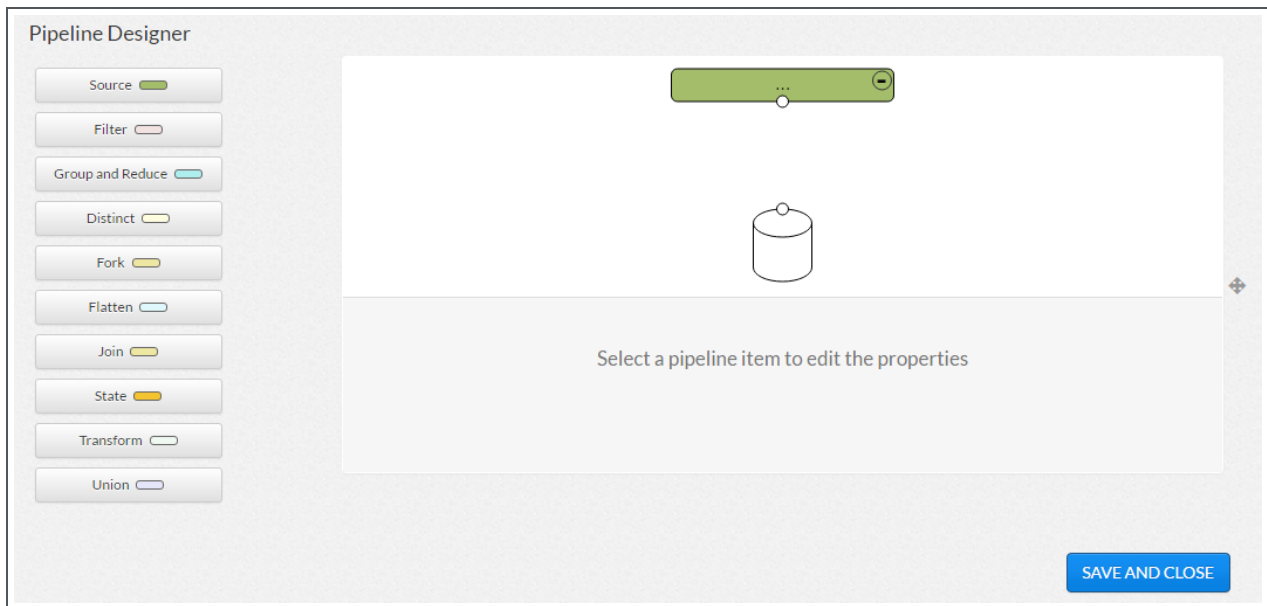 Pipeline Designer
Source
Filter
Group and Reduce
Distinct
Fork
Flatten
Join
State
Transform
Union
...
Select a pipeline item to edit the properties
SAVE AND CLOSE